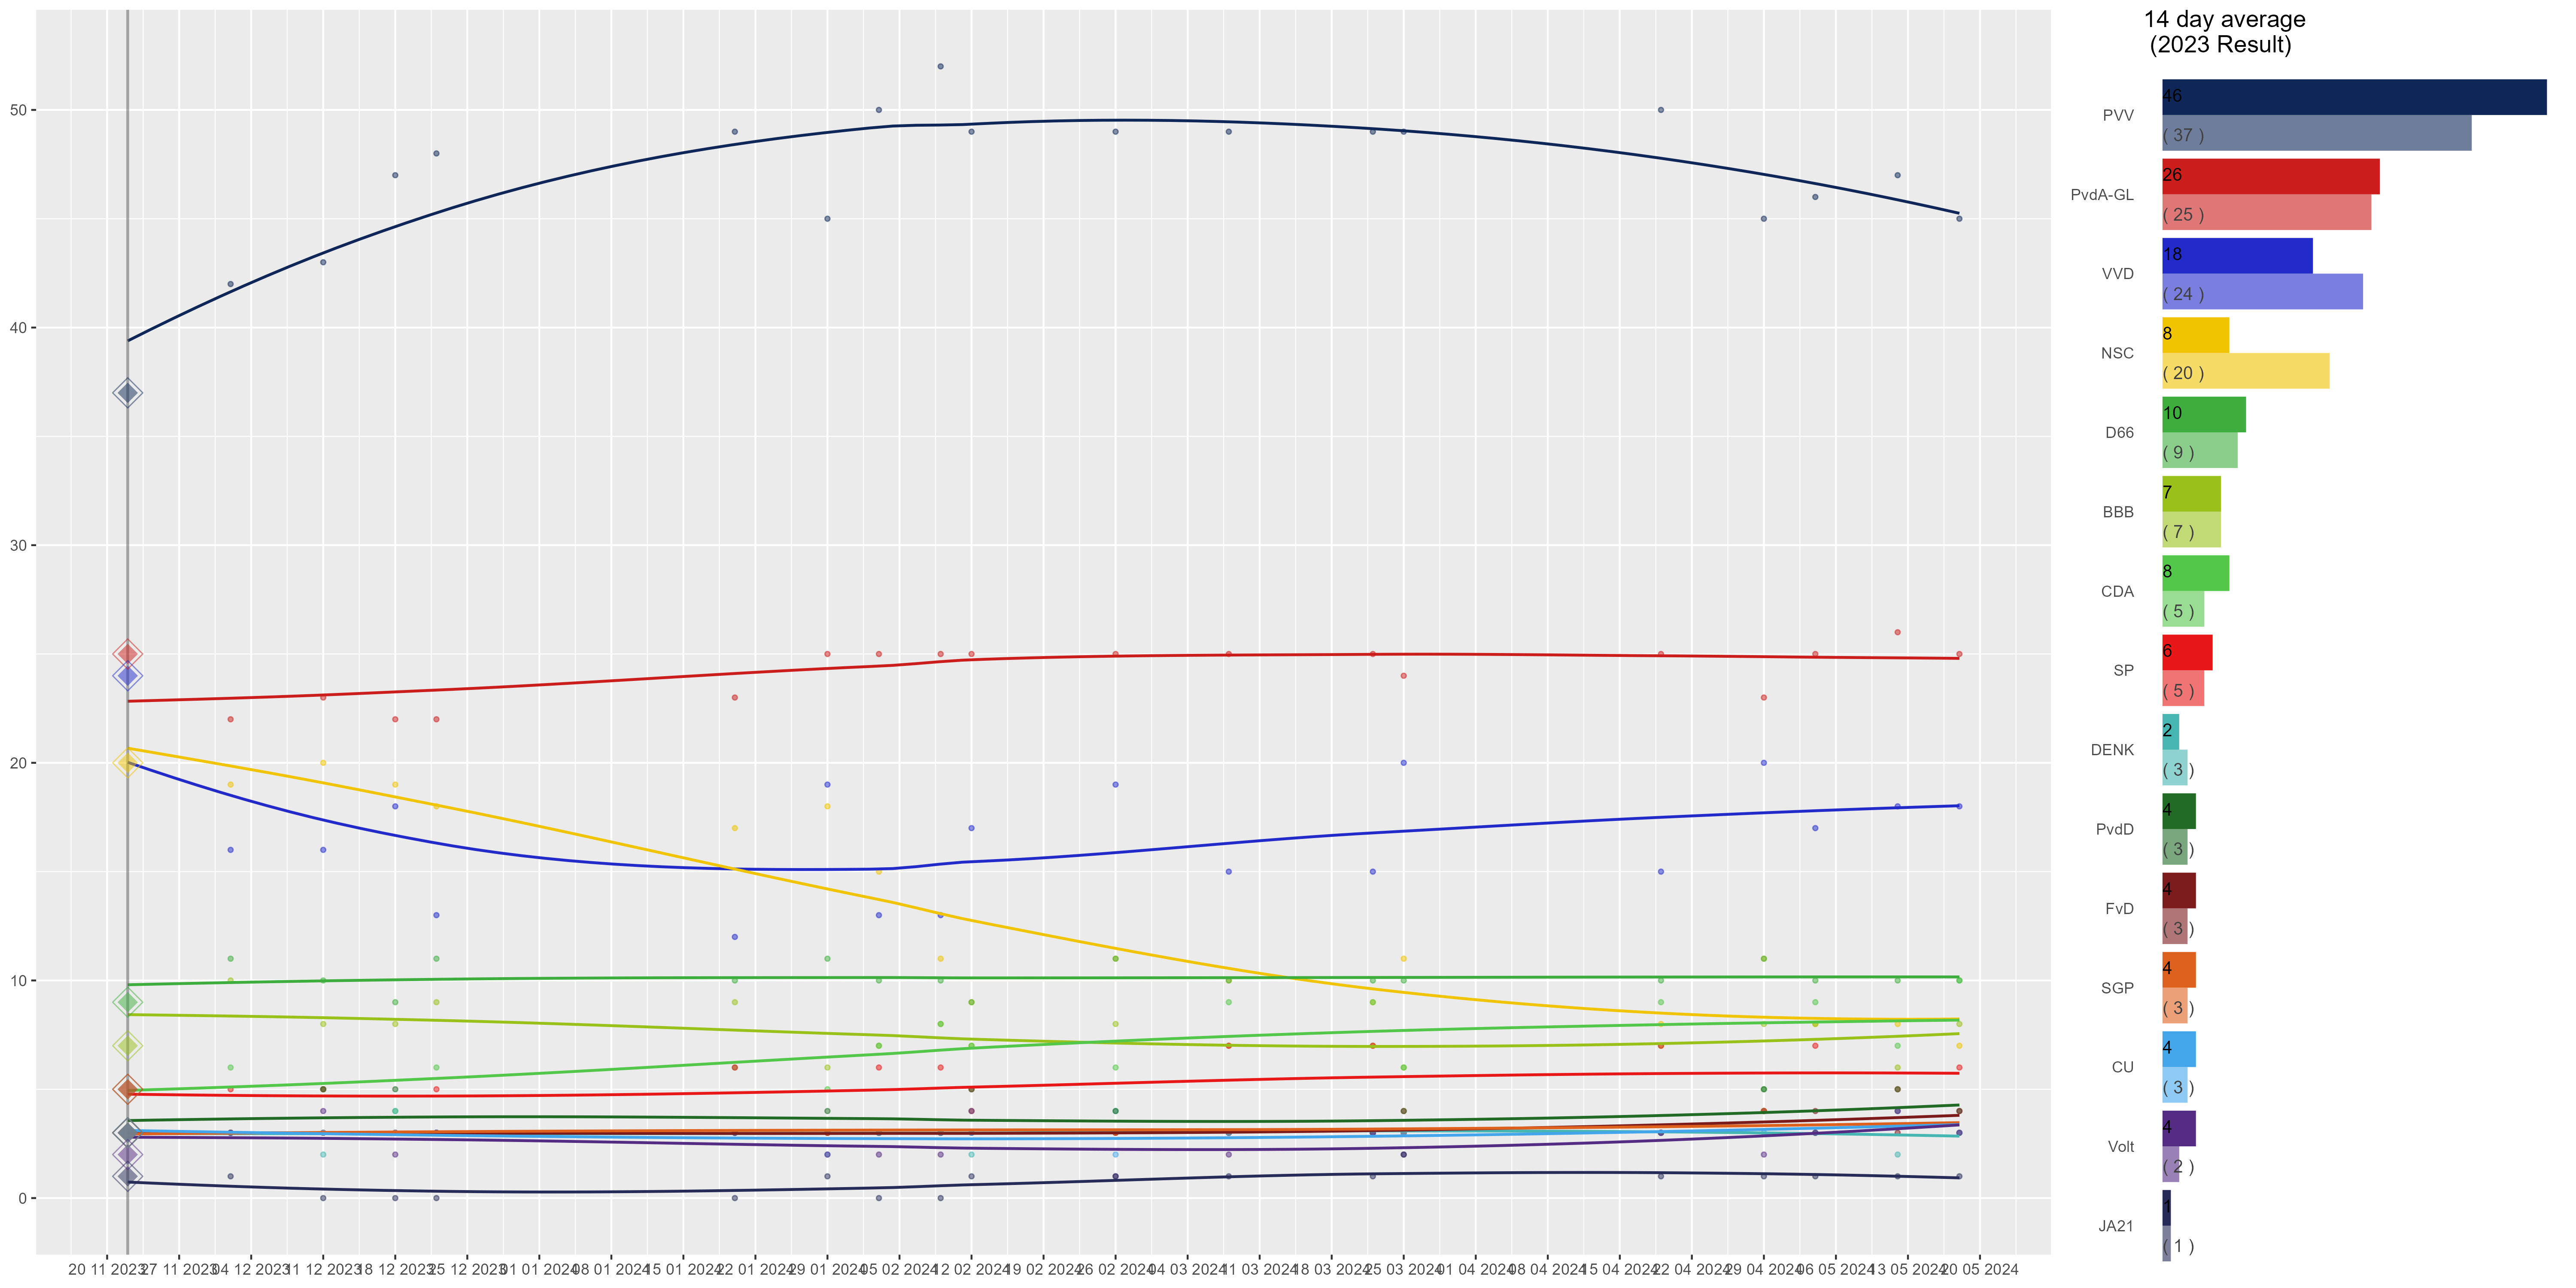 14 day average
(2023 Result)
50
40
30
20
10
0
20 11 2023
27 11 2023
04 12 2023
11 12 2023
18 12 2023
25 12 2023
01 01 2024
08 01 2024
15 01 2024
22 01 2024
29 01 2024
05 02 2024
12 02 2024
19 02 2024
26 02 2024
04 03 2024
11 03 2024
18 03 2024
25 03 2024
01 04 2024
08 04 2024
15 04 2024
22 04 2024
29 04 2024
06 05 2024
13 05 2024
20 05 2024
PVV
46
( 37 )
PvdA-GL
26
( 25 )
VVD
18
( 24 )
NSC
8
( 20 )
D66
10
( 9 )
BBB
7
( 7 )
CDA
8
( 5 )
SP
6
( 5 )
DENK
2
( 3 )
PvdD
4
( 3 )
FvD
4
( 3 )
SGP
4
( 3 )
CU
4
( 3 )
Volt
4
( 2 )
JA21
1
( 1 )